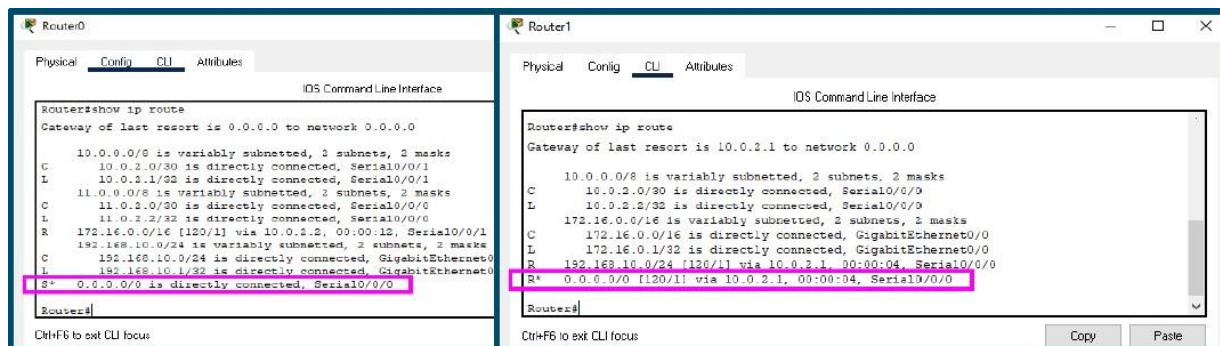 Router0
Physical Config CLI Attributes
IOS Command Line Interface
Router#show ip route
Gateway of last resort is 0.0.0.0 to network 0.0.0.0
10.0.0.0/8 is variably subnetted, 2 subnets, 2 masks
C 10.0.2.0/30 is directly connected, Serial0/0/1
L 10.0.2.1/32 is directly connected, Serial0/0/1
11.0.0.0/8 is variably subnetted, 2 subnets, 2 masks
C 11.0.2.0/30 is directly connected, Serial0/0/0
L 11.0.2.2/32 is directly connected, Serial0/0/0
R 172.16.0.0/16 [120/1] via 10.0.2.2, 00:00:12, Serial0/0/1
192.168.10.0/24 is variably subnetted, 2 subnets, 2 masks
C 192.168.10.0/24 is directly connected, GigabitEthernet0
L 192.168.10.1/32 is directly connected, GigabitEthernet0
S* 0.0.0.0/0 is directly connected, Serial0/0/0
Router#
Ctrl+F6 to exit CLI focus
Router1
Physical Config CLI Attributes
IOS Command Line Interface
Router#show ip route
Gateway of last resort is 10.0.2.1 to network 0.0.0.0
10.0.0.0/8 is variably subnetted, 2 subnets, 2 masks
C 10.0.2.0/30 is directly connected, Serial0/0/0
L 10.0.2.2/32 is directly connected, Serial0/0/0
172.16.0.0/16 is variably subnetted, 2 subnets, 2 masks
C 172.16.0.0/16 is directly connected, GigabitEthernet0/0
L 172.16.0.1/32 is directly connected, GigabitEthernet0/0
R 192.168.10.0/24 [120/1] via 10.0.2.1, 00:00:04, Serial0/0/0
R* 0.0.0.0/0 [120/1] via 10.0.2.1, 00:00:04, Serial0/0/0
Router#
Ctrl+F6 to exit CLI focus
Copy Paste